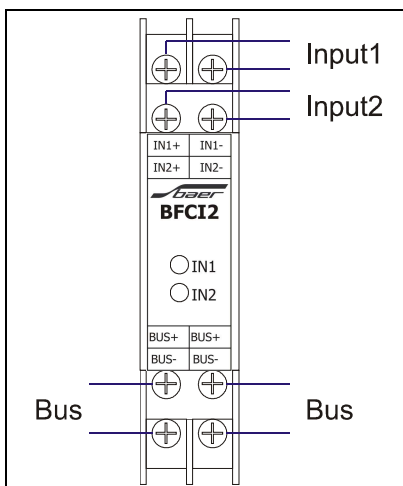 Input1
Input2
IN1+ IN1-
IN2+ IN2-
baer
BFCI2
IN1
IN2
BUS+ BUS+
BUS- BUS-
Bus Bus